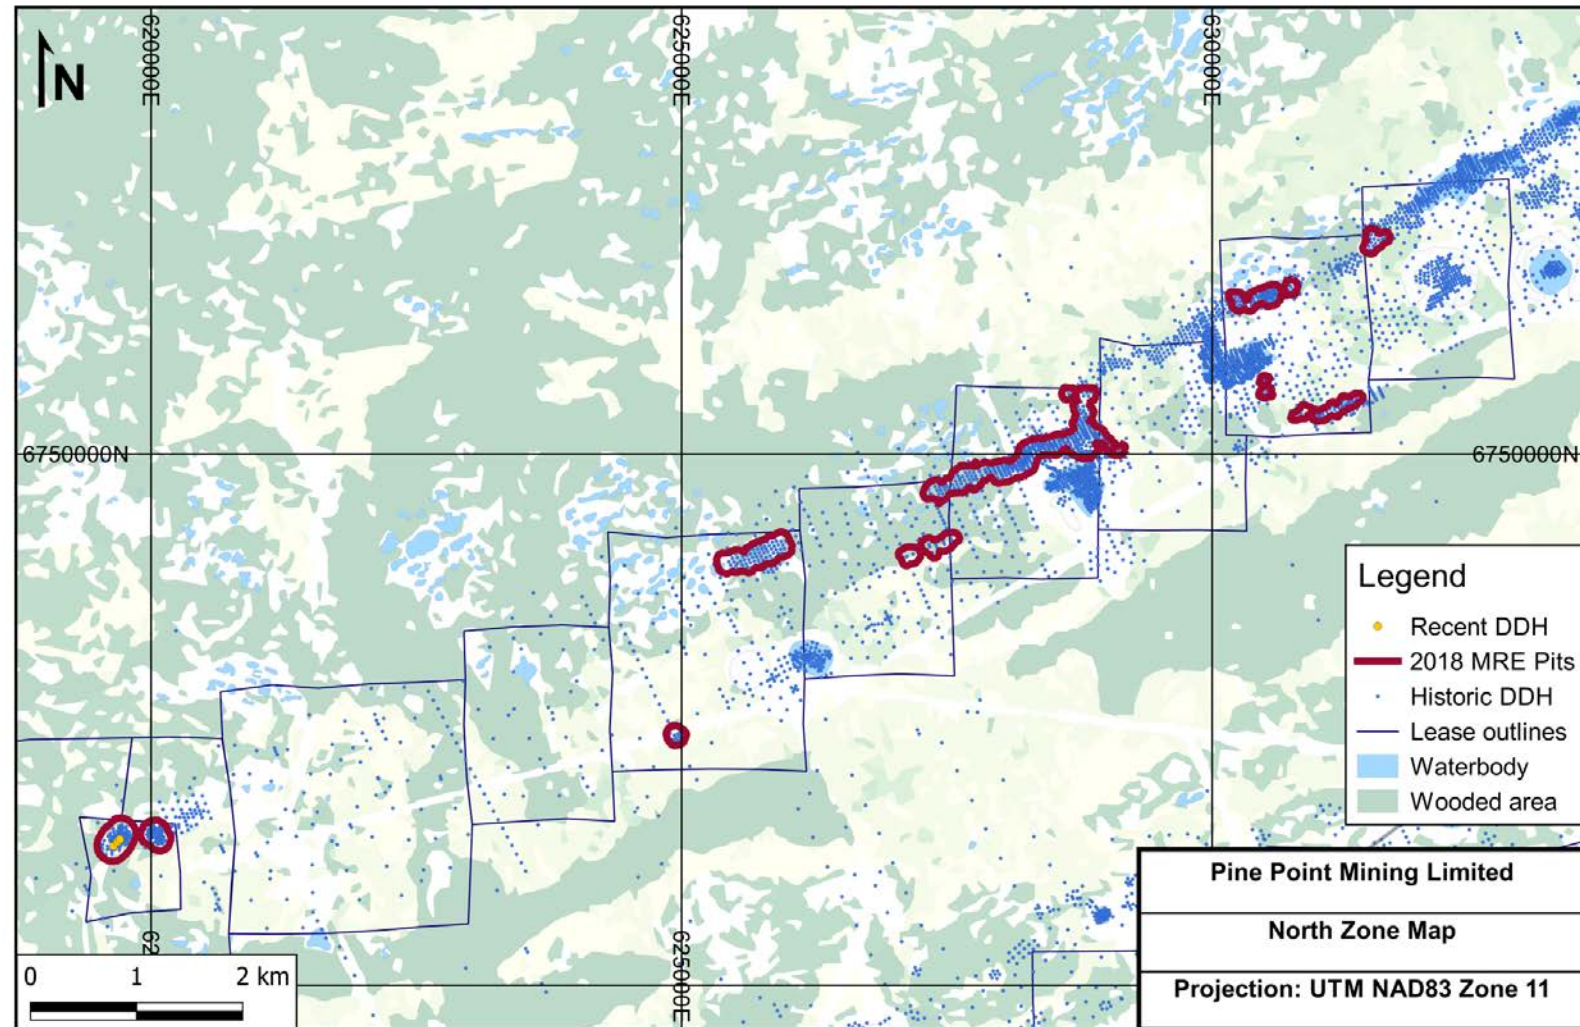 620000E
625000E
630000E
N
6750000N
6750000N
Legend
Recent DDH
2018 MRE Pits
Historic DDH
Lease outlines
Waterbody
Wooded area
62
625000E
0 1 2 km
Pine Point Mining Limited
North Zone Map
Projection: UTM NAD83 Zone 11